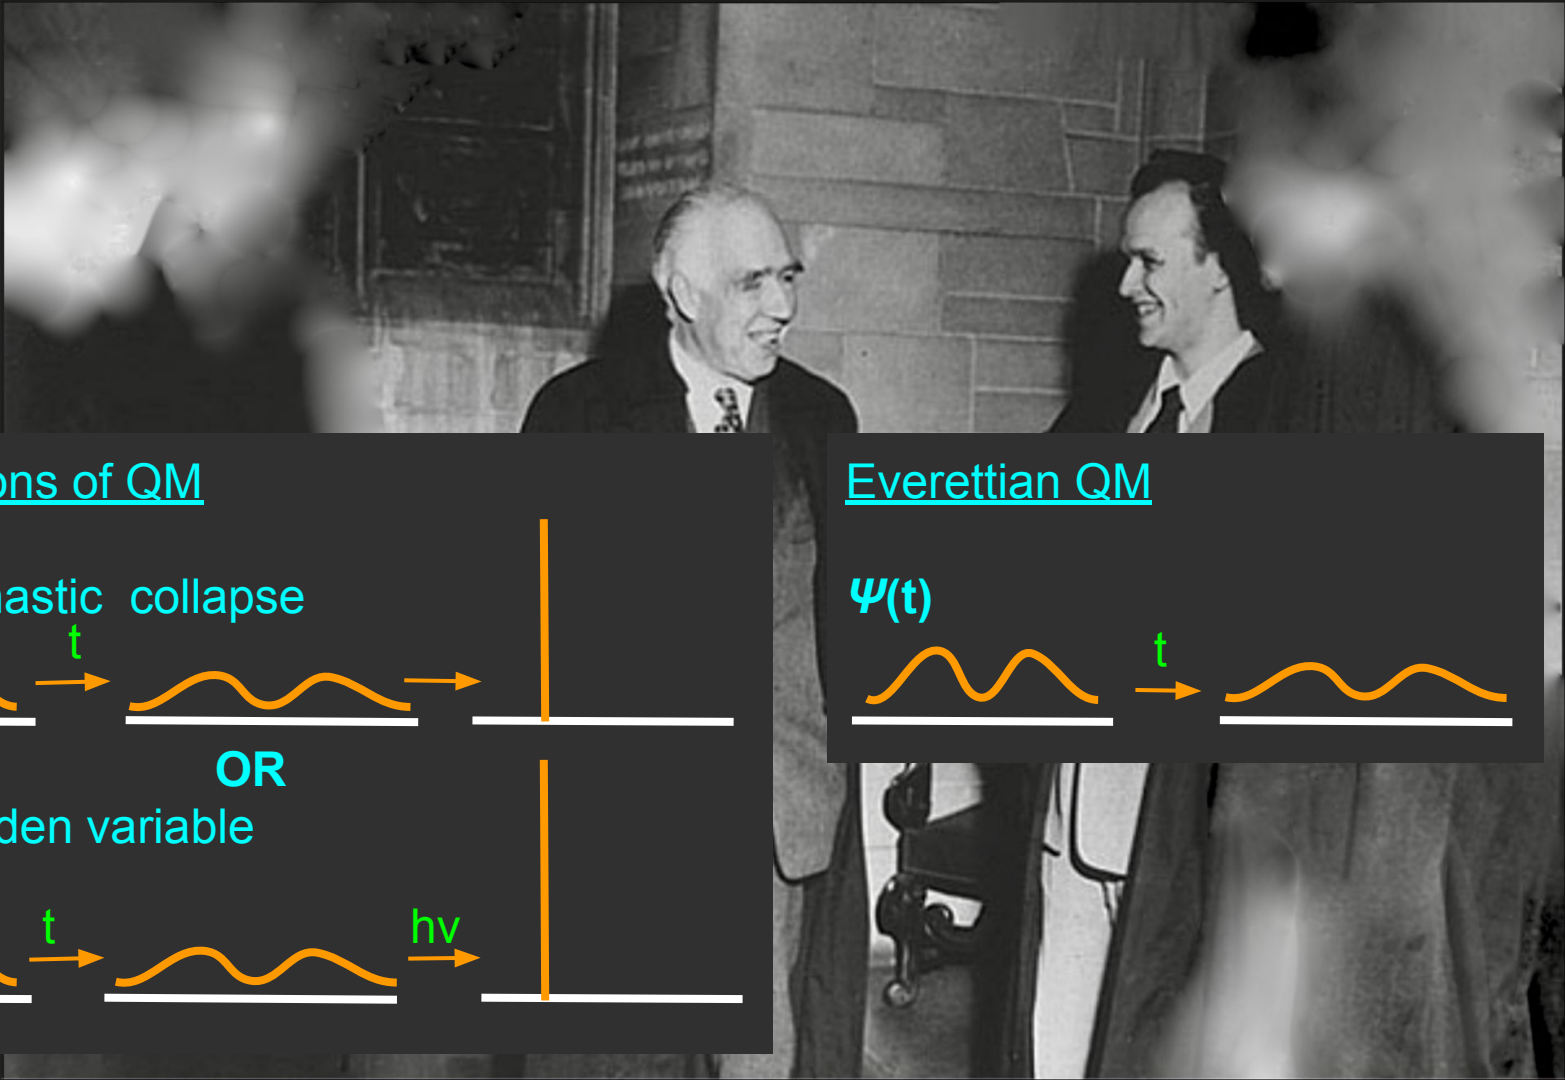 ons of QM
astic collapse
t
OR
den variable
t
hv
Everettian QM
Ψ(t)
t